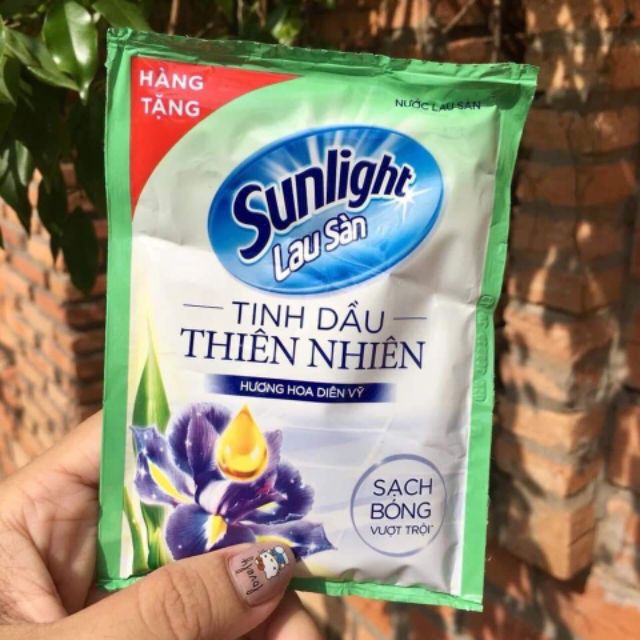 HÀNG
TẶNG
NƯỚC LAU SÀN
Sunlight
Lau Sàn
TINH DẦU
THIÊN NHIÊN
HƯƠNG HOA DIÊN VỸ
SẠCH
BÓNG
VƯỢT TRỘI
lovely